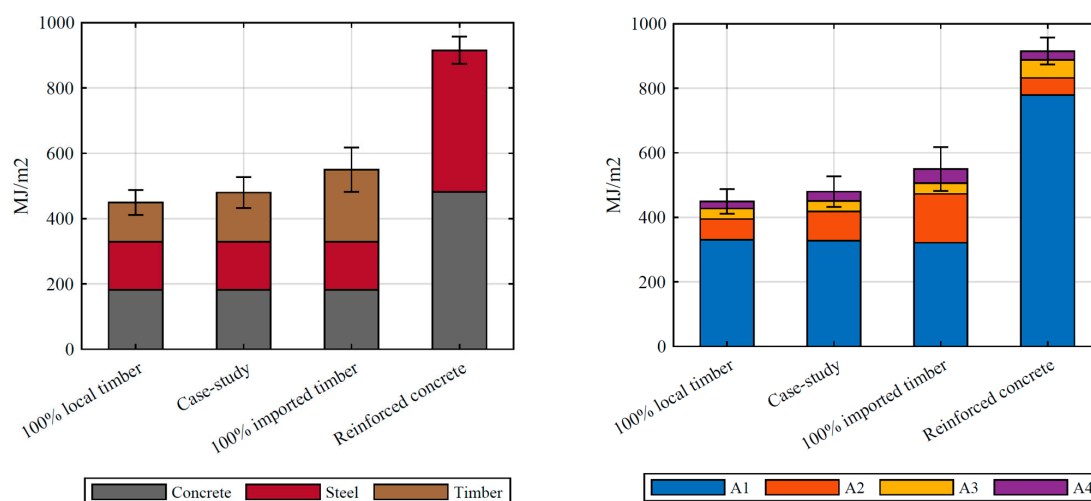 1000
800
600
400
200
0
MJ/m2
100% local timber
Case-study
100% imported timber
Reinforced concrete
Concrete Steel Timber
1000
800
600
400
200
0
MJ/m2
100% local timber
Case-study
100% imported timber
Reinforced concrete
A1 A2 A3 A4